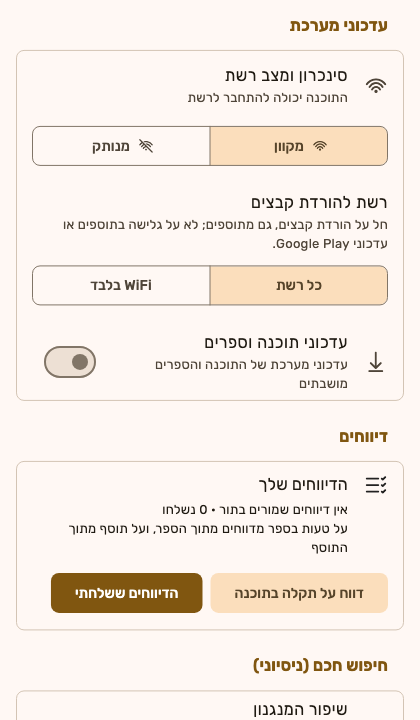 עדכוני מערכת
סינכרון ומצב רשת
התוכנה יכולה להתחבר לרשת
מקוון
מנותק
רשת להורדת קבצים
חל על הורדת קבצים, גם מתוספים; לא על גלישה בתוספים או
עדכוני Google Play.
כל רשת
WiFi בלבד
עדכוני תוכנה וספרים
עדכוני מערכת של התוכנה והספרים
מושבתים
דיווחים
הדיווחים שלך
אין דיווחים שמורים בתור • 0 נשלחו
על טעות בספר מדווחים מתוך הספר, ועל תוסף מתוך
התוסף
דווח על תקלה בתוכנה
הדיווחים ששלחתי
חיפוש חכם (ניסיוני)
שיפור המנגנון